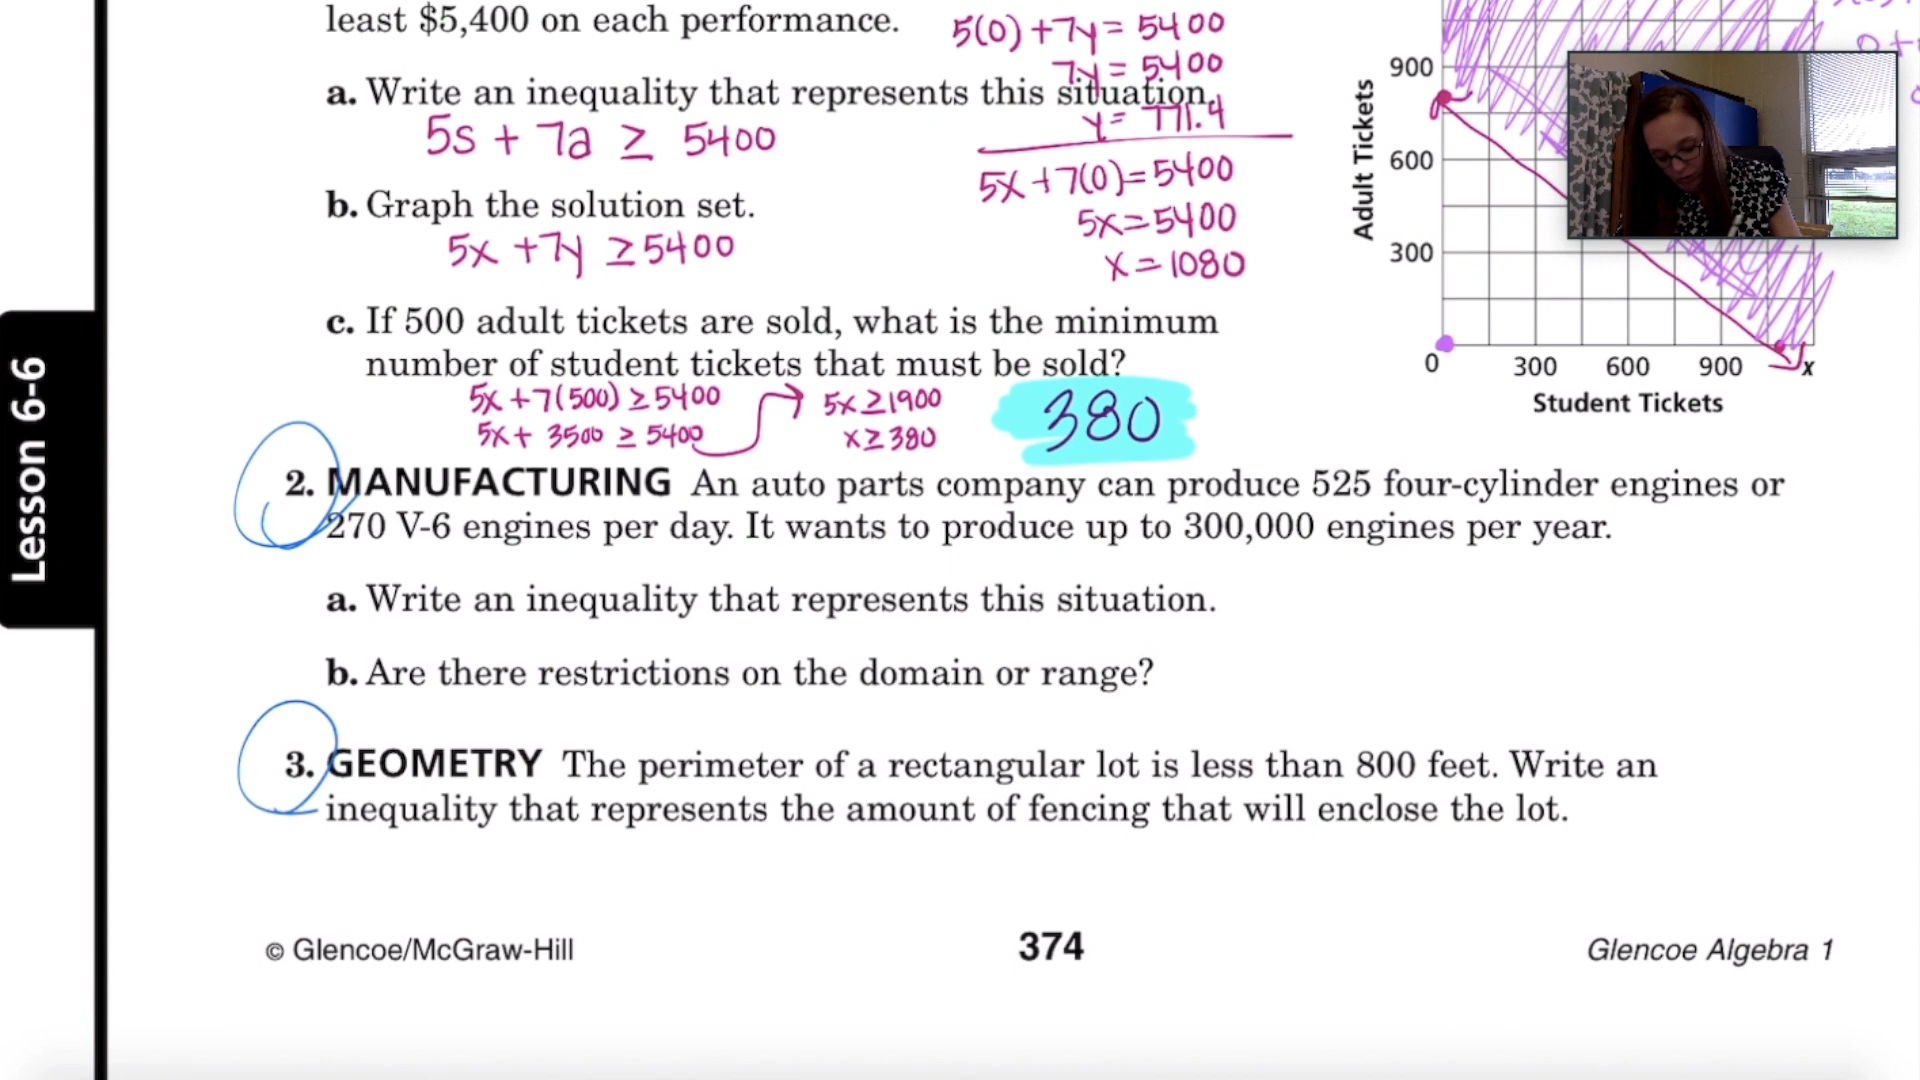 least $5,400 on each performance.
5(0) + 7y = 5400
7y = 5400
y = 771.4
a. Write an inequality that represents this situation.
5s + 7a ≥ 5400
5x + 7(0) = 5400
5x = 5400
x = 1080
b. Graph the solution set.
5x + 7y ≥ 5400
c. If 500 adult tickets are sold, what is the minimum
number of student tickets that must be sold?
5x + 7(500) ≥ 5400
5x + 3500 ≥ 5400
5x ≥ 1900
x ≥ 380
380
Adult Tickets
900
600
300
0 300 600 900 x
Student Tickets
Lesson 6-6
2. MANUFACTURING An auto parts company can produce 525 four-cylinder engines or
270 V-6 engines per day. It wants to produce up to 300,000 engines per year.
a. Write an inequality that represents this situation.
b. Are there restrictions on the domain or range?
3. GEOMETRY The perimeter of a rectangular lot is less than 800 feet. Write an
inequality that represents the amount of fencing that will enclose the lot.
© Glencoe/McGraw-Hill
374
Glencoe Algebra 1